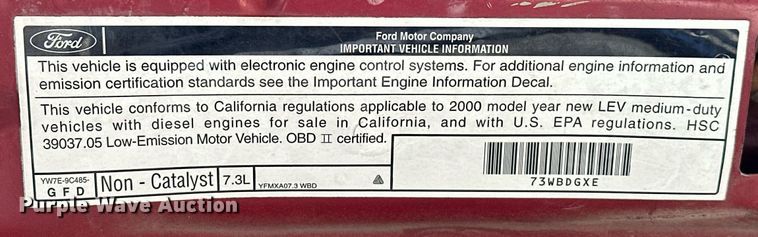 Ford
Ford Motor Company
IMPORTANT VEHICLE INFORMATION
This vehicle is equipped with electronic engine control systems. For additional engine information and
emission certification standards see the Important Engine Information Decal.
This vehicle conforms to California regulations applicable to 2000 model year new LEV medium-duty
vehicles with diesel engines for sale in California, and with U.S. EPA regulations. HSC
39037.05 Low-Emission Motor Vehicle. OBD II certified.
YW7E-9C485-
G F D
Non - Catalyst
7.3L
YFMXA07.3 WBD
73WBDGXE
Purple Wave Auction